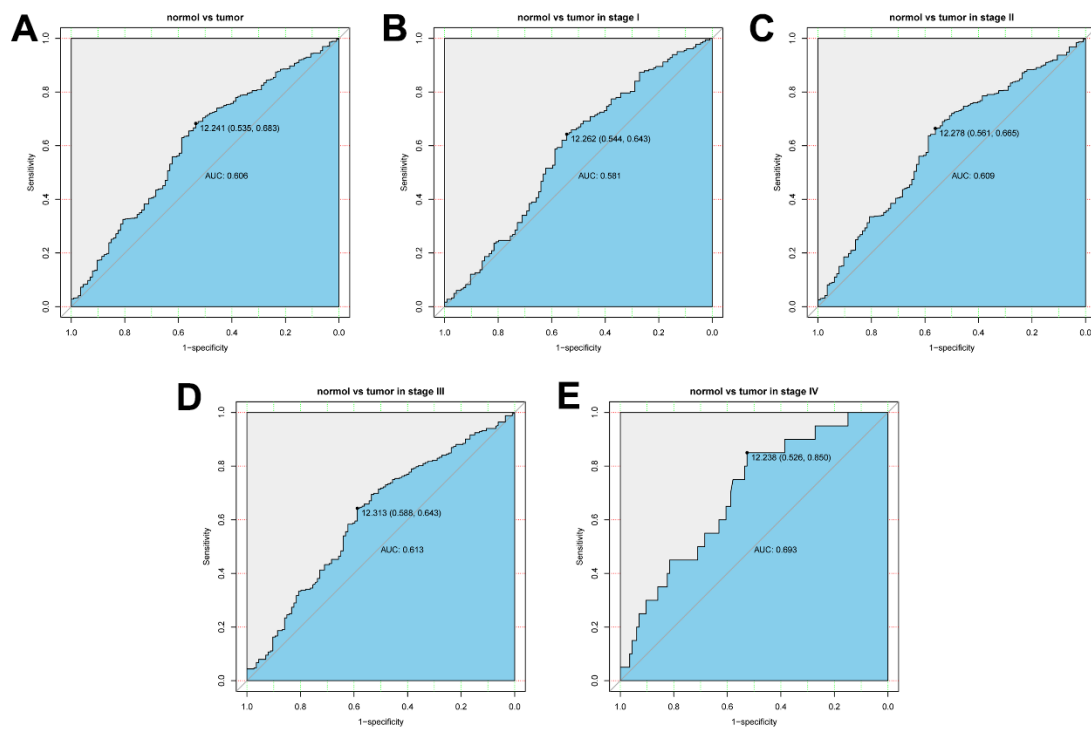 A
normol vs tumor
1.0
0.8
0.6
0.4
0.2
0.0
Sensitivity
12.241 (0.535, 0.683)
AUC: 0.606
1.0 0.8 0.6 0.4 0.2 0.0
1-specificity
B
normol vs tumor in stage I
1.0
0.8
0.6
0.4
0.2
0.0
Sensitivity
12.262 (0.544, 0.643)
AUC: 0.581
1.0 0.8 0.6 0.4 0.2 0.0
1-specificity
C
normol vs tumor in stage II
1.0
0.8
0.6
0.4
0.2
0.0
Sensitivity
12.278 (0.561, 0.665)
AUC: 0.609
1.0 0.8 0.6 0.4 0.2 0.0
1-specificity
D
normol vs tumor in stage III
1.0
0.8
0.6
0.4
0.2
0.0
Sensitivity
12.313 (0.588, 0.643)
AUC: 0.613
1.0 0.8 0.6 0.4 0.2 0.0
1-specificity
E
normol vs tumor in stage IV
1.0
0.8
0.6
0.4
0.2
0.0
Sensitivity
12.238 (0.526, 0.850)
AUC: 0.693
1.0 0.8 0.6 0.4 0.2 0.0
1-specificity